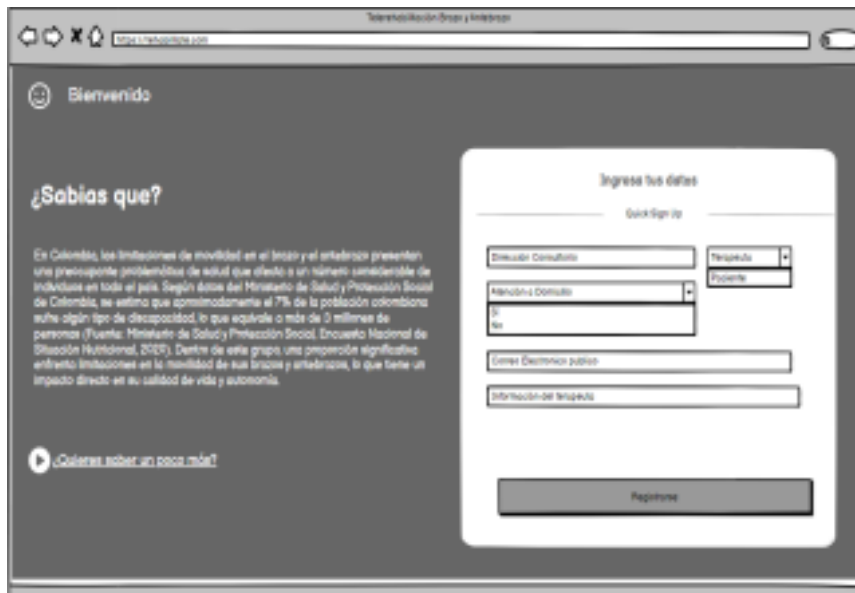 Telerehabilitación Brazo y Antebrazo
Bienvenido
¿Sabias que?
En Colombia, las limitaciones de movilidad en el brazo y el antebrazo presentan
una preocupante problemática de salud que afecta a un número considerable de
individuos en todo el país. Según datos del Ministerio de Salud y Protección Social
de Colombia, se estima que aproximadamente el 7% de la población colombiana
sufre algún tipo de discapacidad, lo que equivale a más de 3 millones de
personas (Fuente: Ministerio de Salud y Protección Social, Encuesta Nacional de
Situación Nutricional, 2021). Dentro de este grupo, una proporción significativa
enfrenta limitaciones en la movilidad de sus brazos y antebrazos, lo que tiene un
impacto directo en su calidad de vida y autonomía.
¿Quieres saber un poco más?
Ingresa tus datos
Quick Sign Up
Dirección Consultorio
Terapeuta
Paciente
Atención a Domicilio
Si
No
Correo Electronico publico
Información del terapeuta
Registrarse